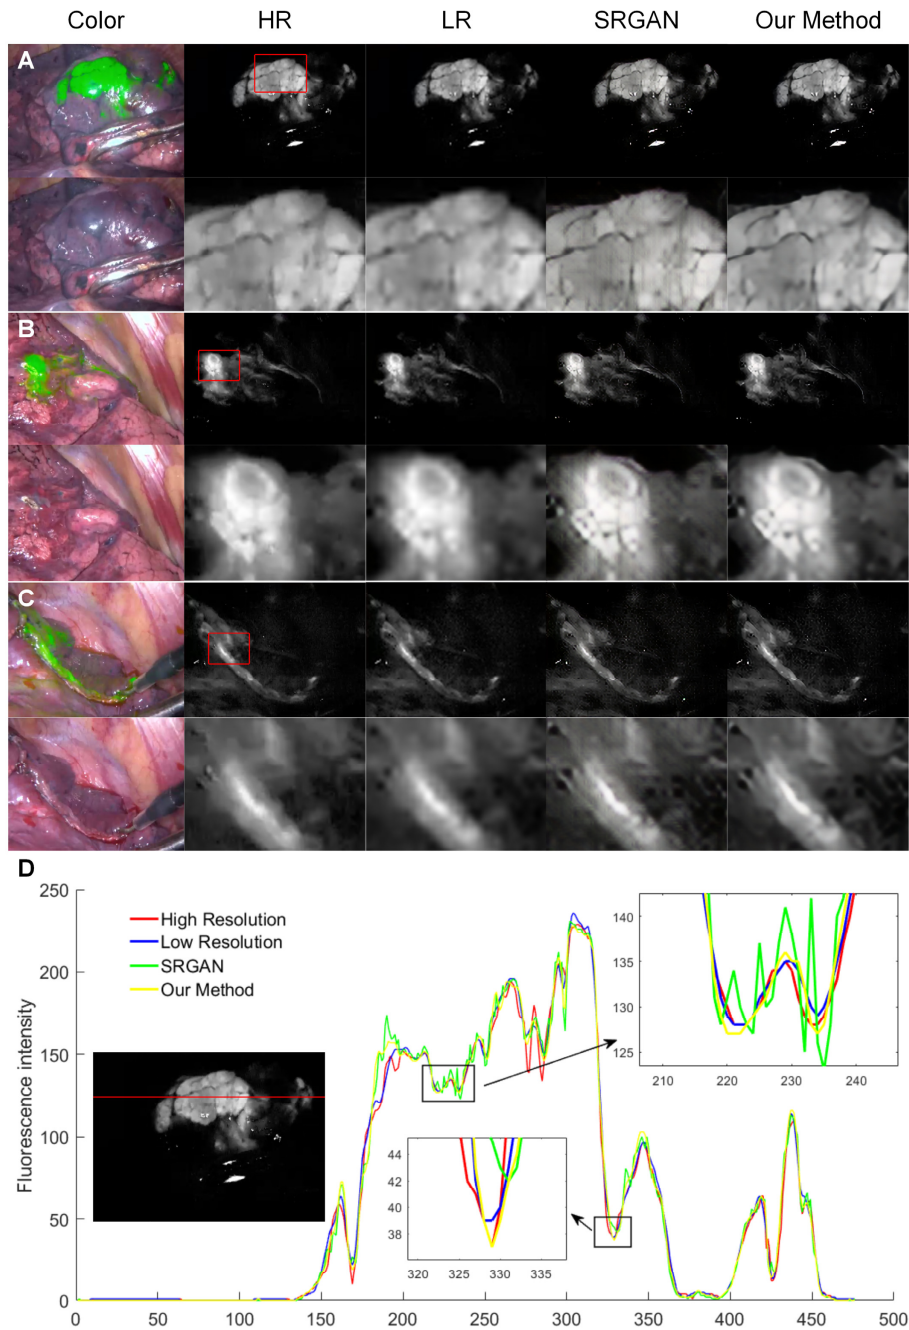 Color HR LR SRGAN Our Method
A
B
C
D
250
200
150
100
50
0
Fluorescence intensity
High Resolution
Low Resolution
SRGAN
Our Method
140
135
130
125
210 220 230 240
44
42
40
38
320 325 330 335
0 50 100 150 200 250 300 350 400 450 500